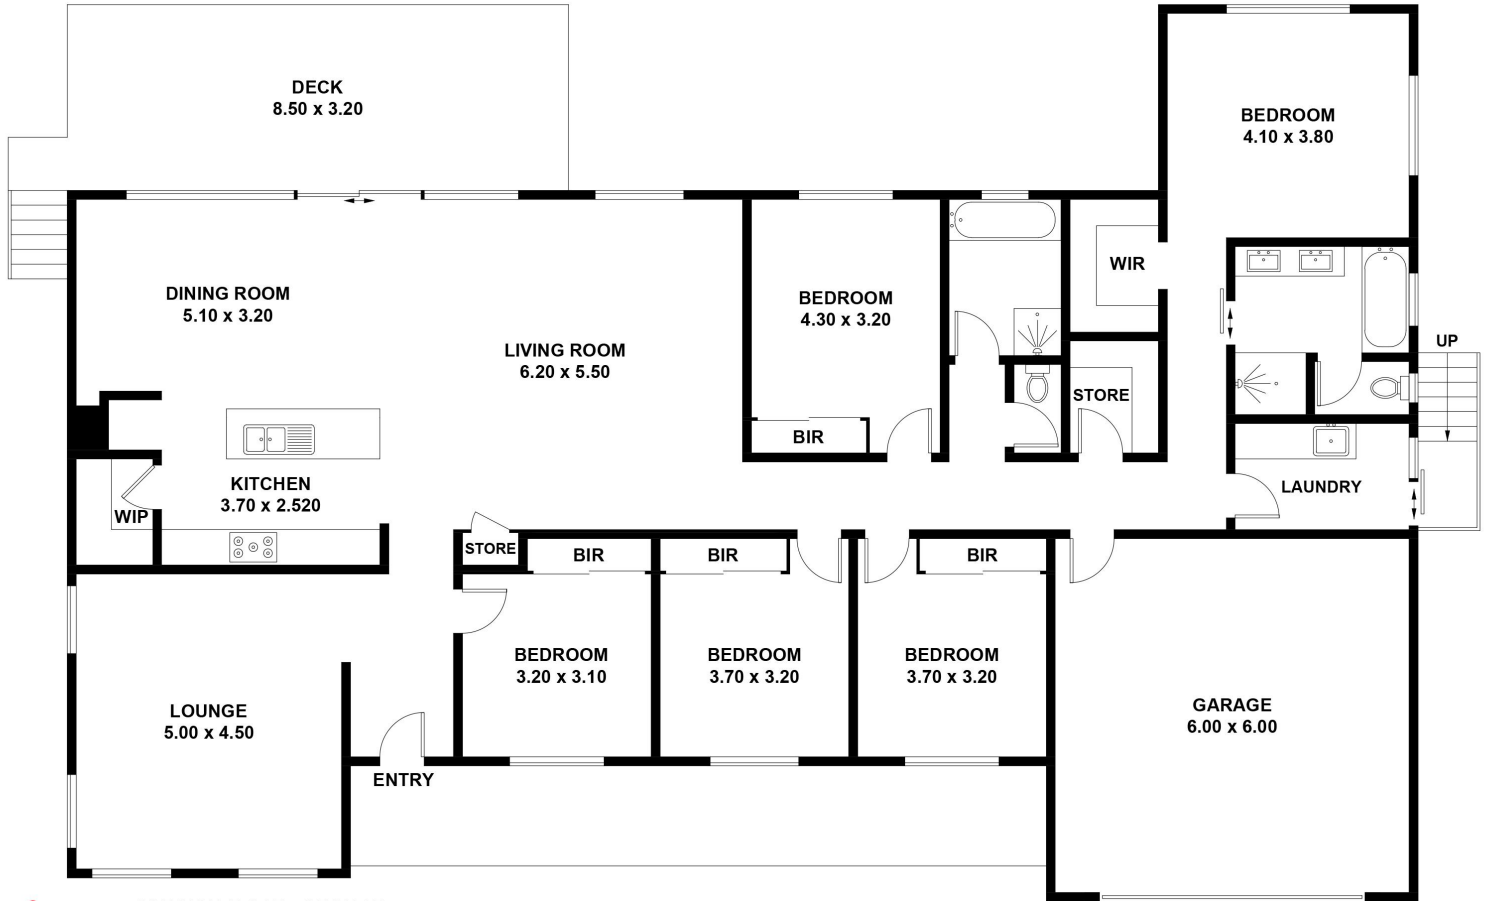 DECK
8.50 x 3.20
BEDROOM
4.10 x 3.80
WIR
DINING ROOM
5.10 x 3.20
BEDROOM
4.30 x 3.20
LIVING ROOM
6.20 x 5.50
UP
STORE
BIR
KITCHEN
3.70 x 2.520
WIP
LAUNDRY
STORE
BIR
BIR
BIR
BEDROOM
3.20 x 3.10
BEDROOM
3.70 x 3.20
BEDROOM
3.70 x 3.20
LOUNGE
5.00 x 4.50
GARAGE
6.00 x 6.00
ENTRY